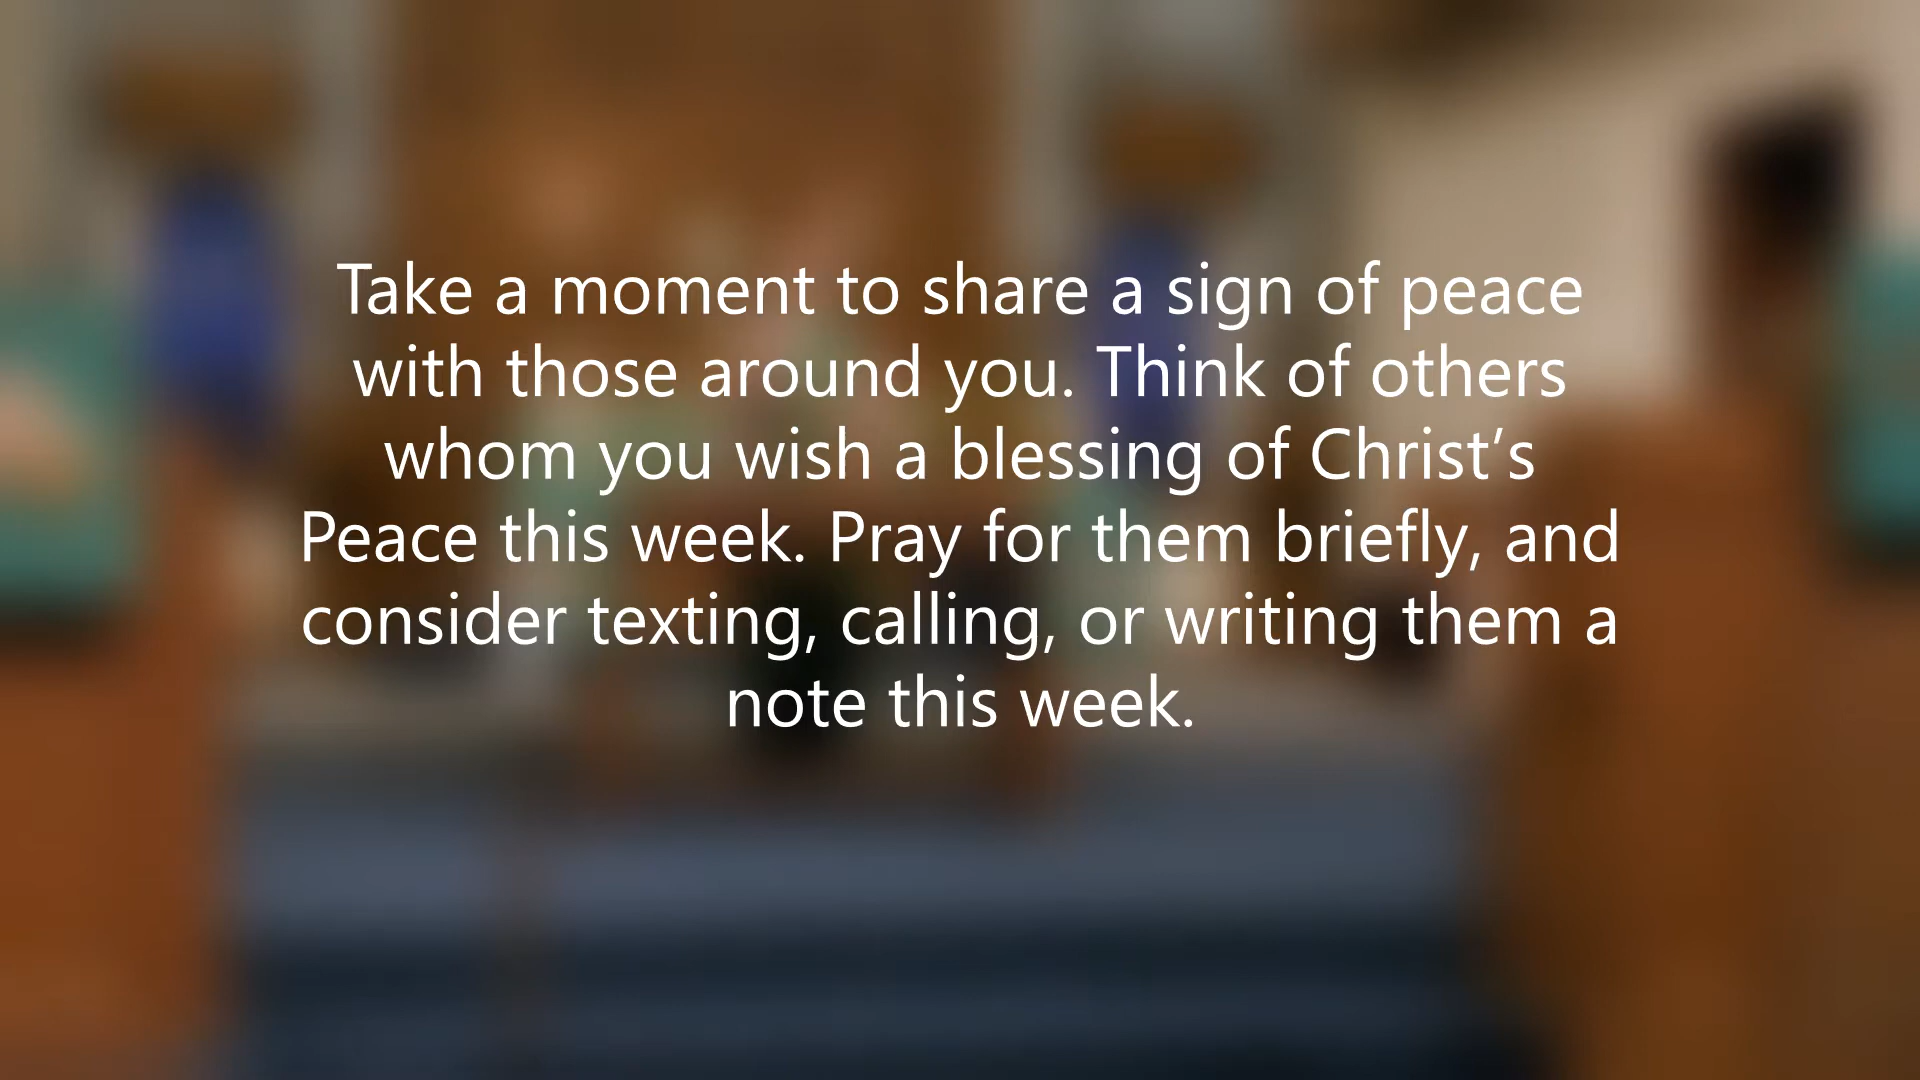 Take a moment to share a sign of peace
with those around you. Think of others
whom you wish a blessing of Christ’s
Peace this week. Pray for them briefly, and
consider texting, calling, or writing them a
note this week.